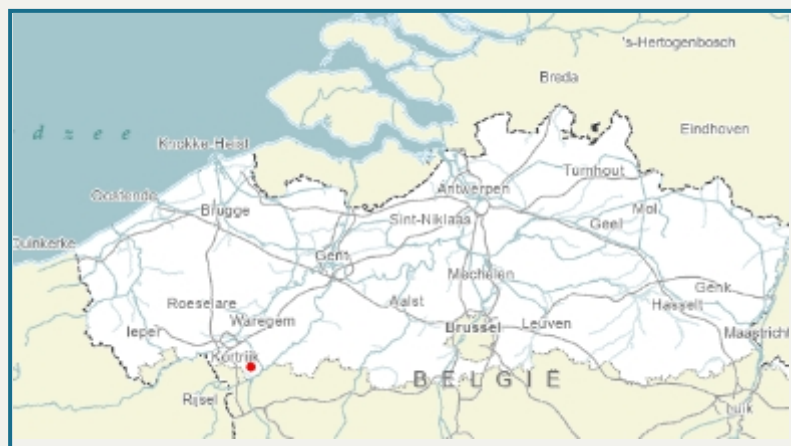 's-Hertogenbosch
Breda
Eindhoven
dzee
Knokke-Heist
Turnhout
Antwerpen
Oostende
Mol
Brugge
Sint-Niklaas
Geel
Duinkerke
Gent
Mechelen
Genk
Roeselare
Aalst
Hasselt
Waregem
Ieper
Brussel
Leuven
Maastricht
Kortrijk
BELGIË
Rijsel
Luik